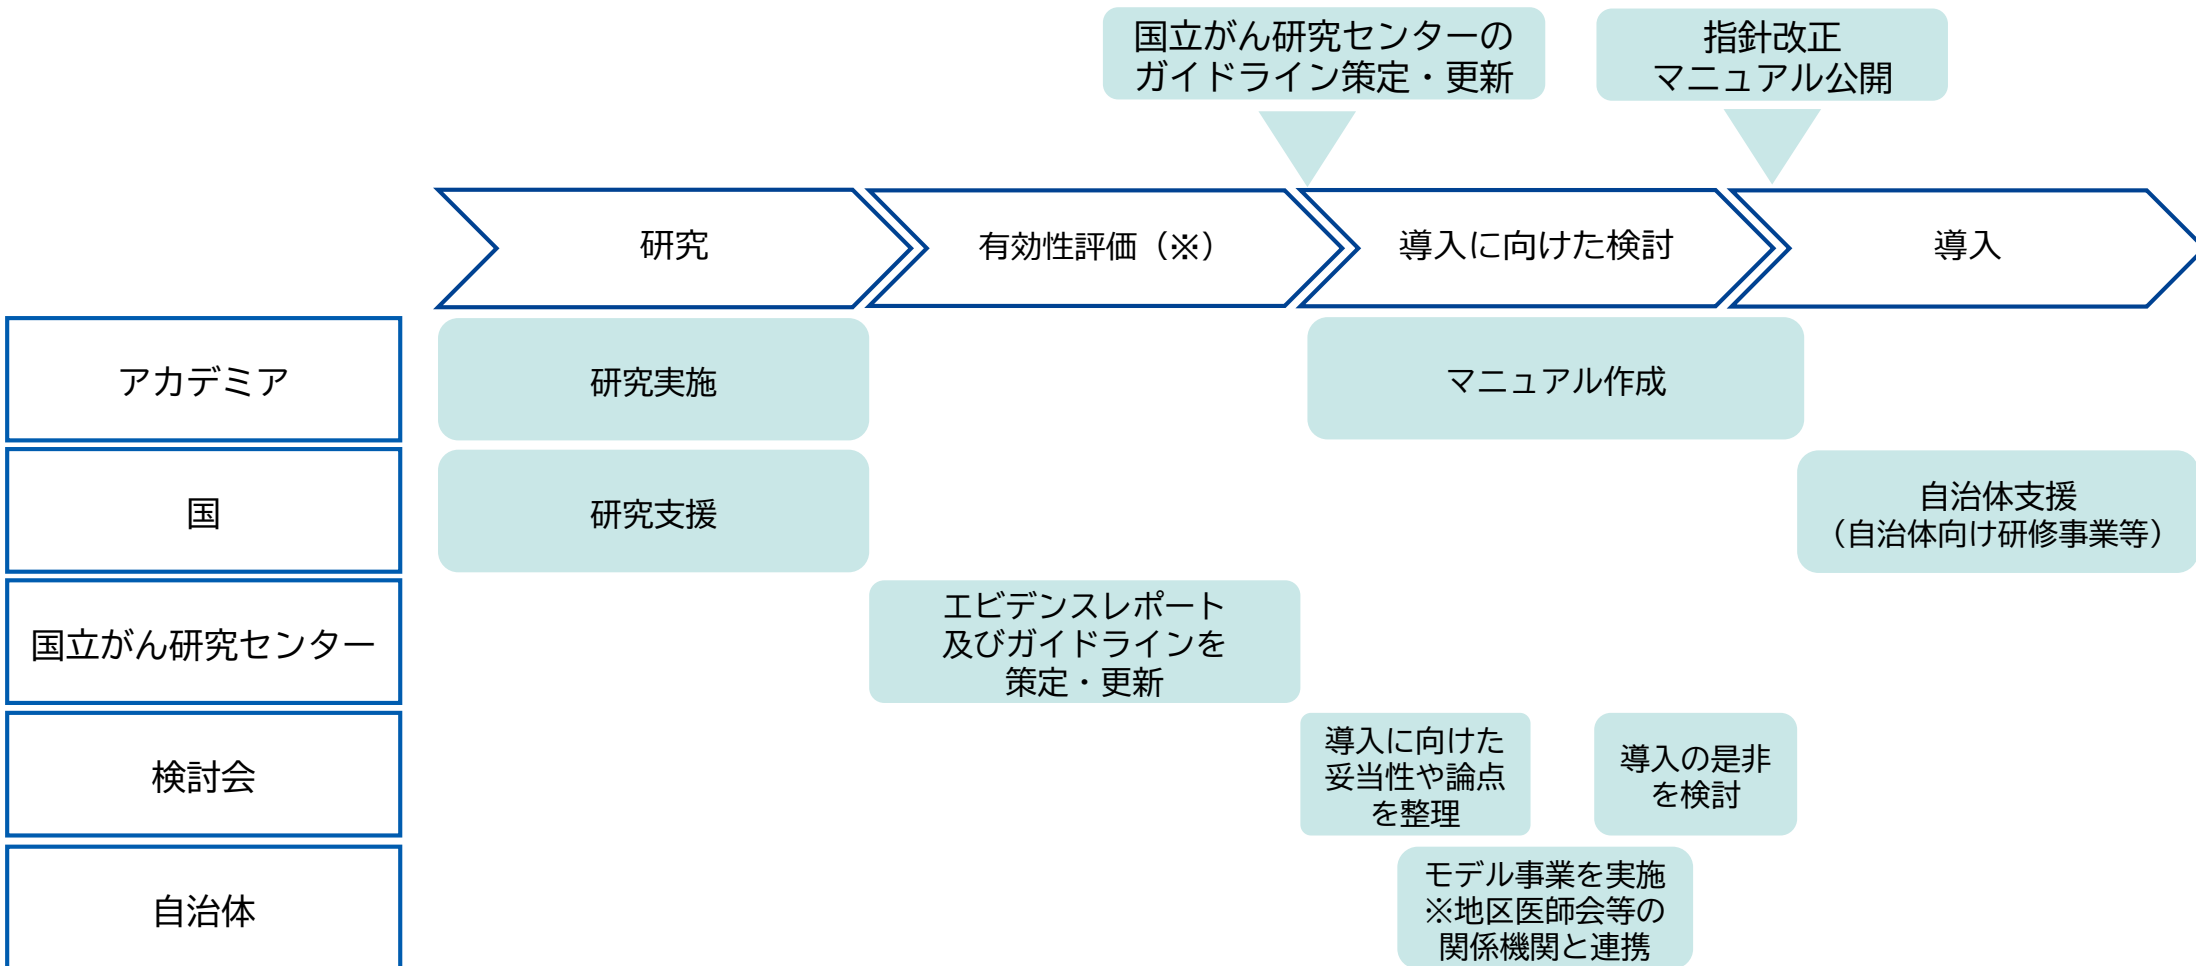 国立がん研究センターの
ガイドライン策定・更新
指針改正
マニュアル公開
研究
有効性評価（※）
導入に向けた検討
導入
アカデミア
研究実施
マニュアル作成
国
研究支援
自治体支援
（自治体向け研修事業等）
国立がん研究センター
エビデンスレポート
及びガイドラインを
策定・更新
検討会
導入に向けた
妥当性や論点
を整理
導入の是非
を検討
自治体
モデル事業を実施
※地区医師会等の
関係機関と連携